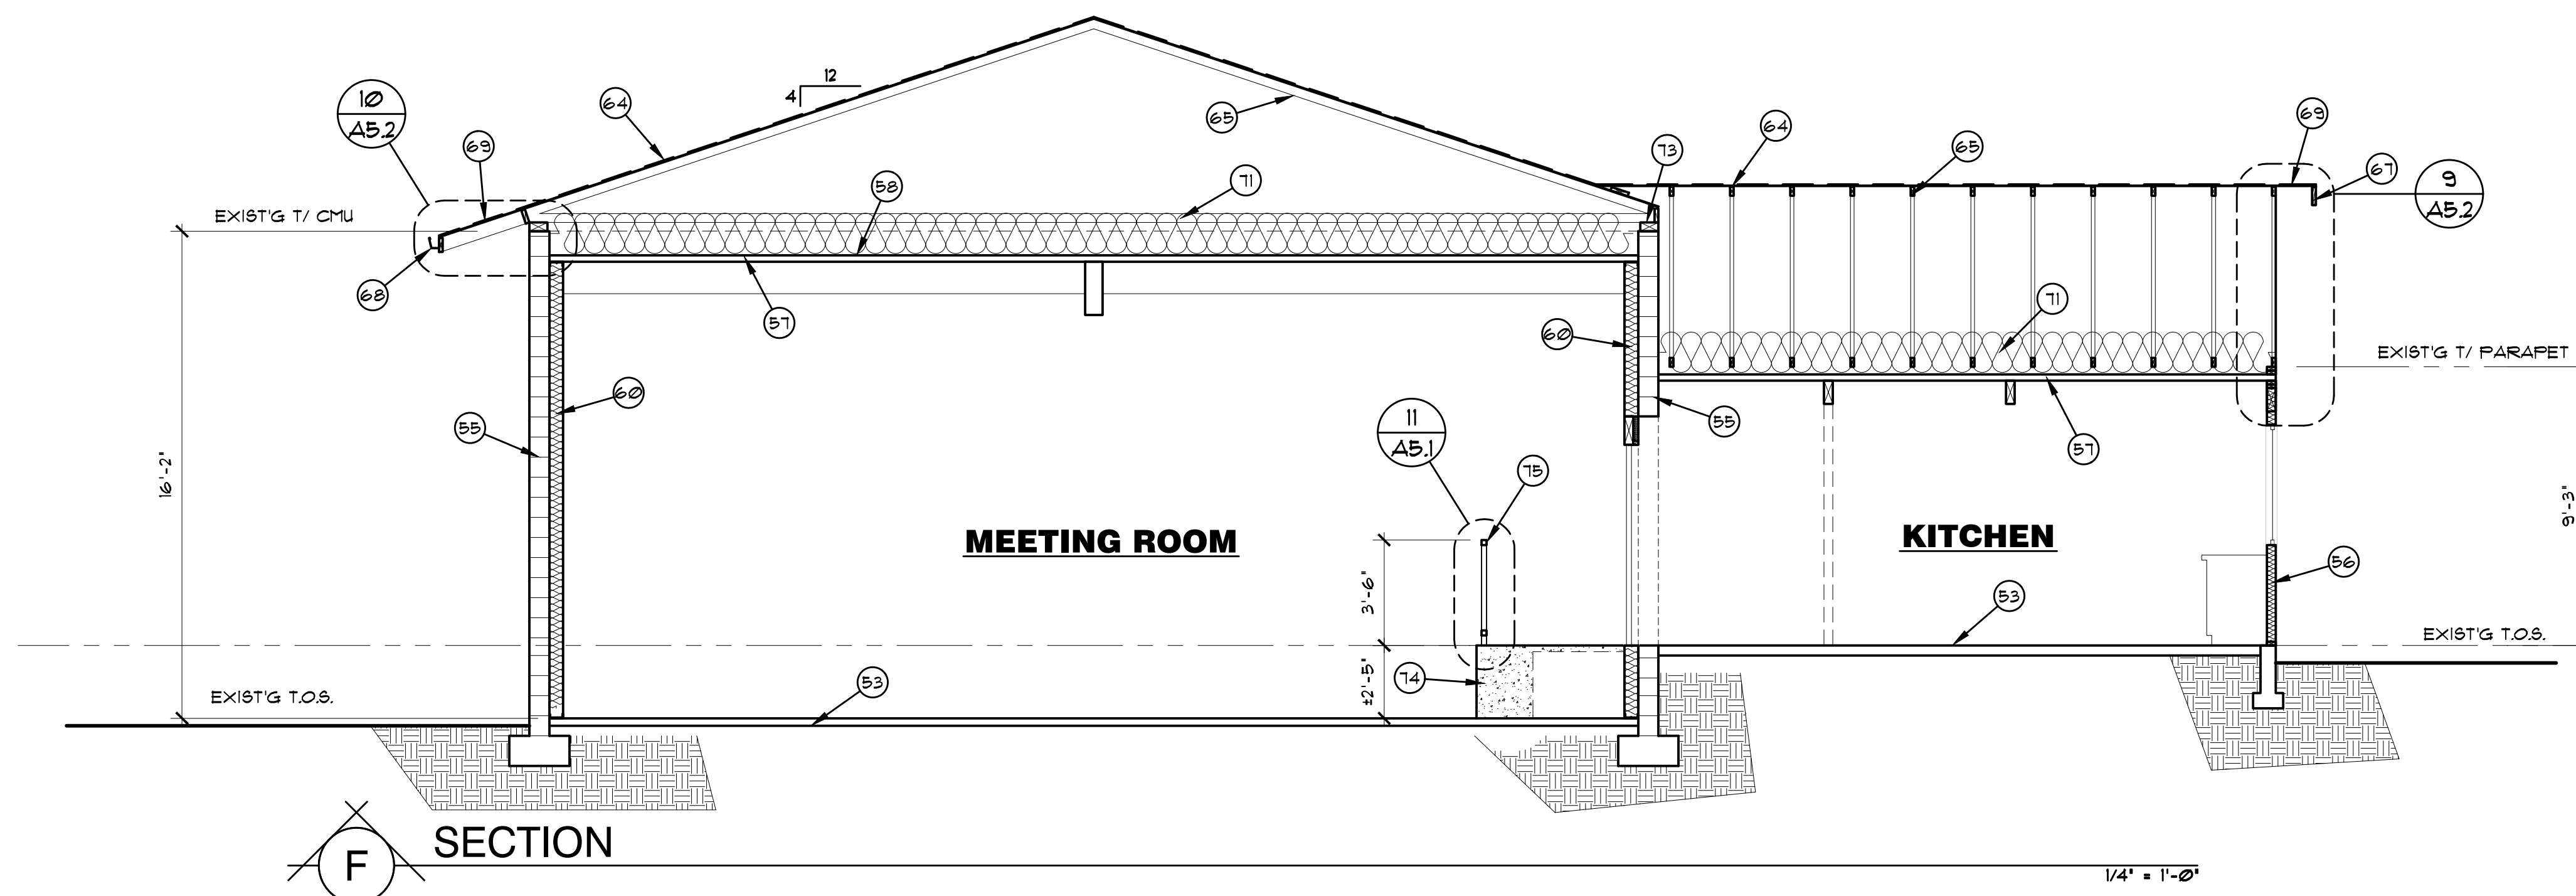 12
4
10
A5.2
64
69
65
73
64
65
69
67
9
A5.2
58
71
EXIST'G T/ CMU
68
57
60
71
EXIST'G T/ PARAPET
60
55
11
A5.1
55
57
75
16'-2"
MEETING ROOM
KITCHEN
9'-3"
56
3'-6"
53
EXIST'G T.O.S.
EXIST'G T.O.S.
53
±2'-5"
74
F
SECTION
1/4" = 1'-0"